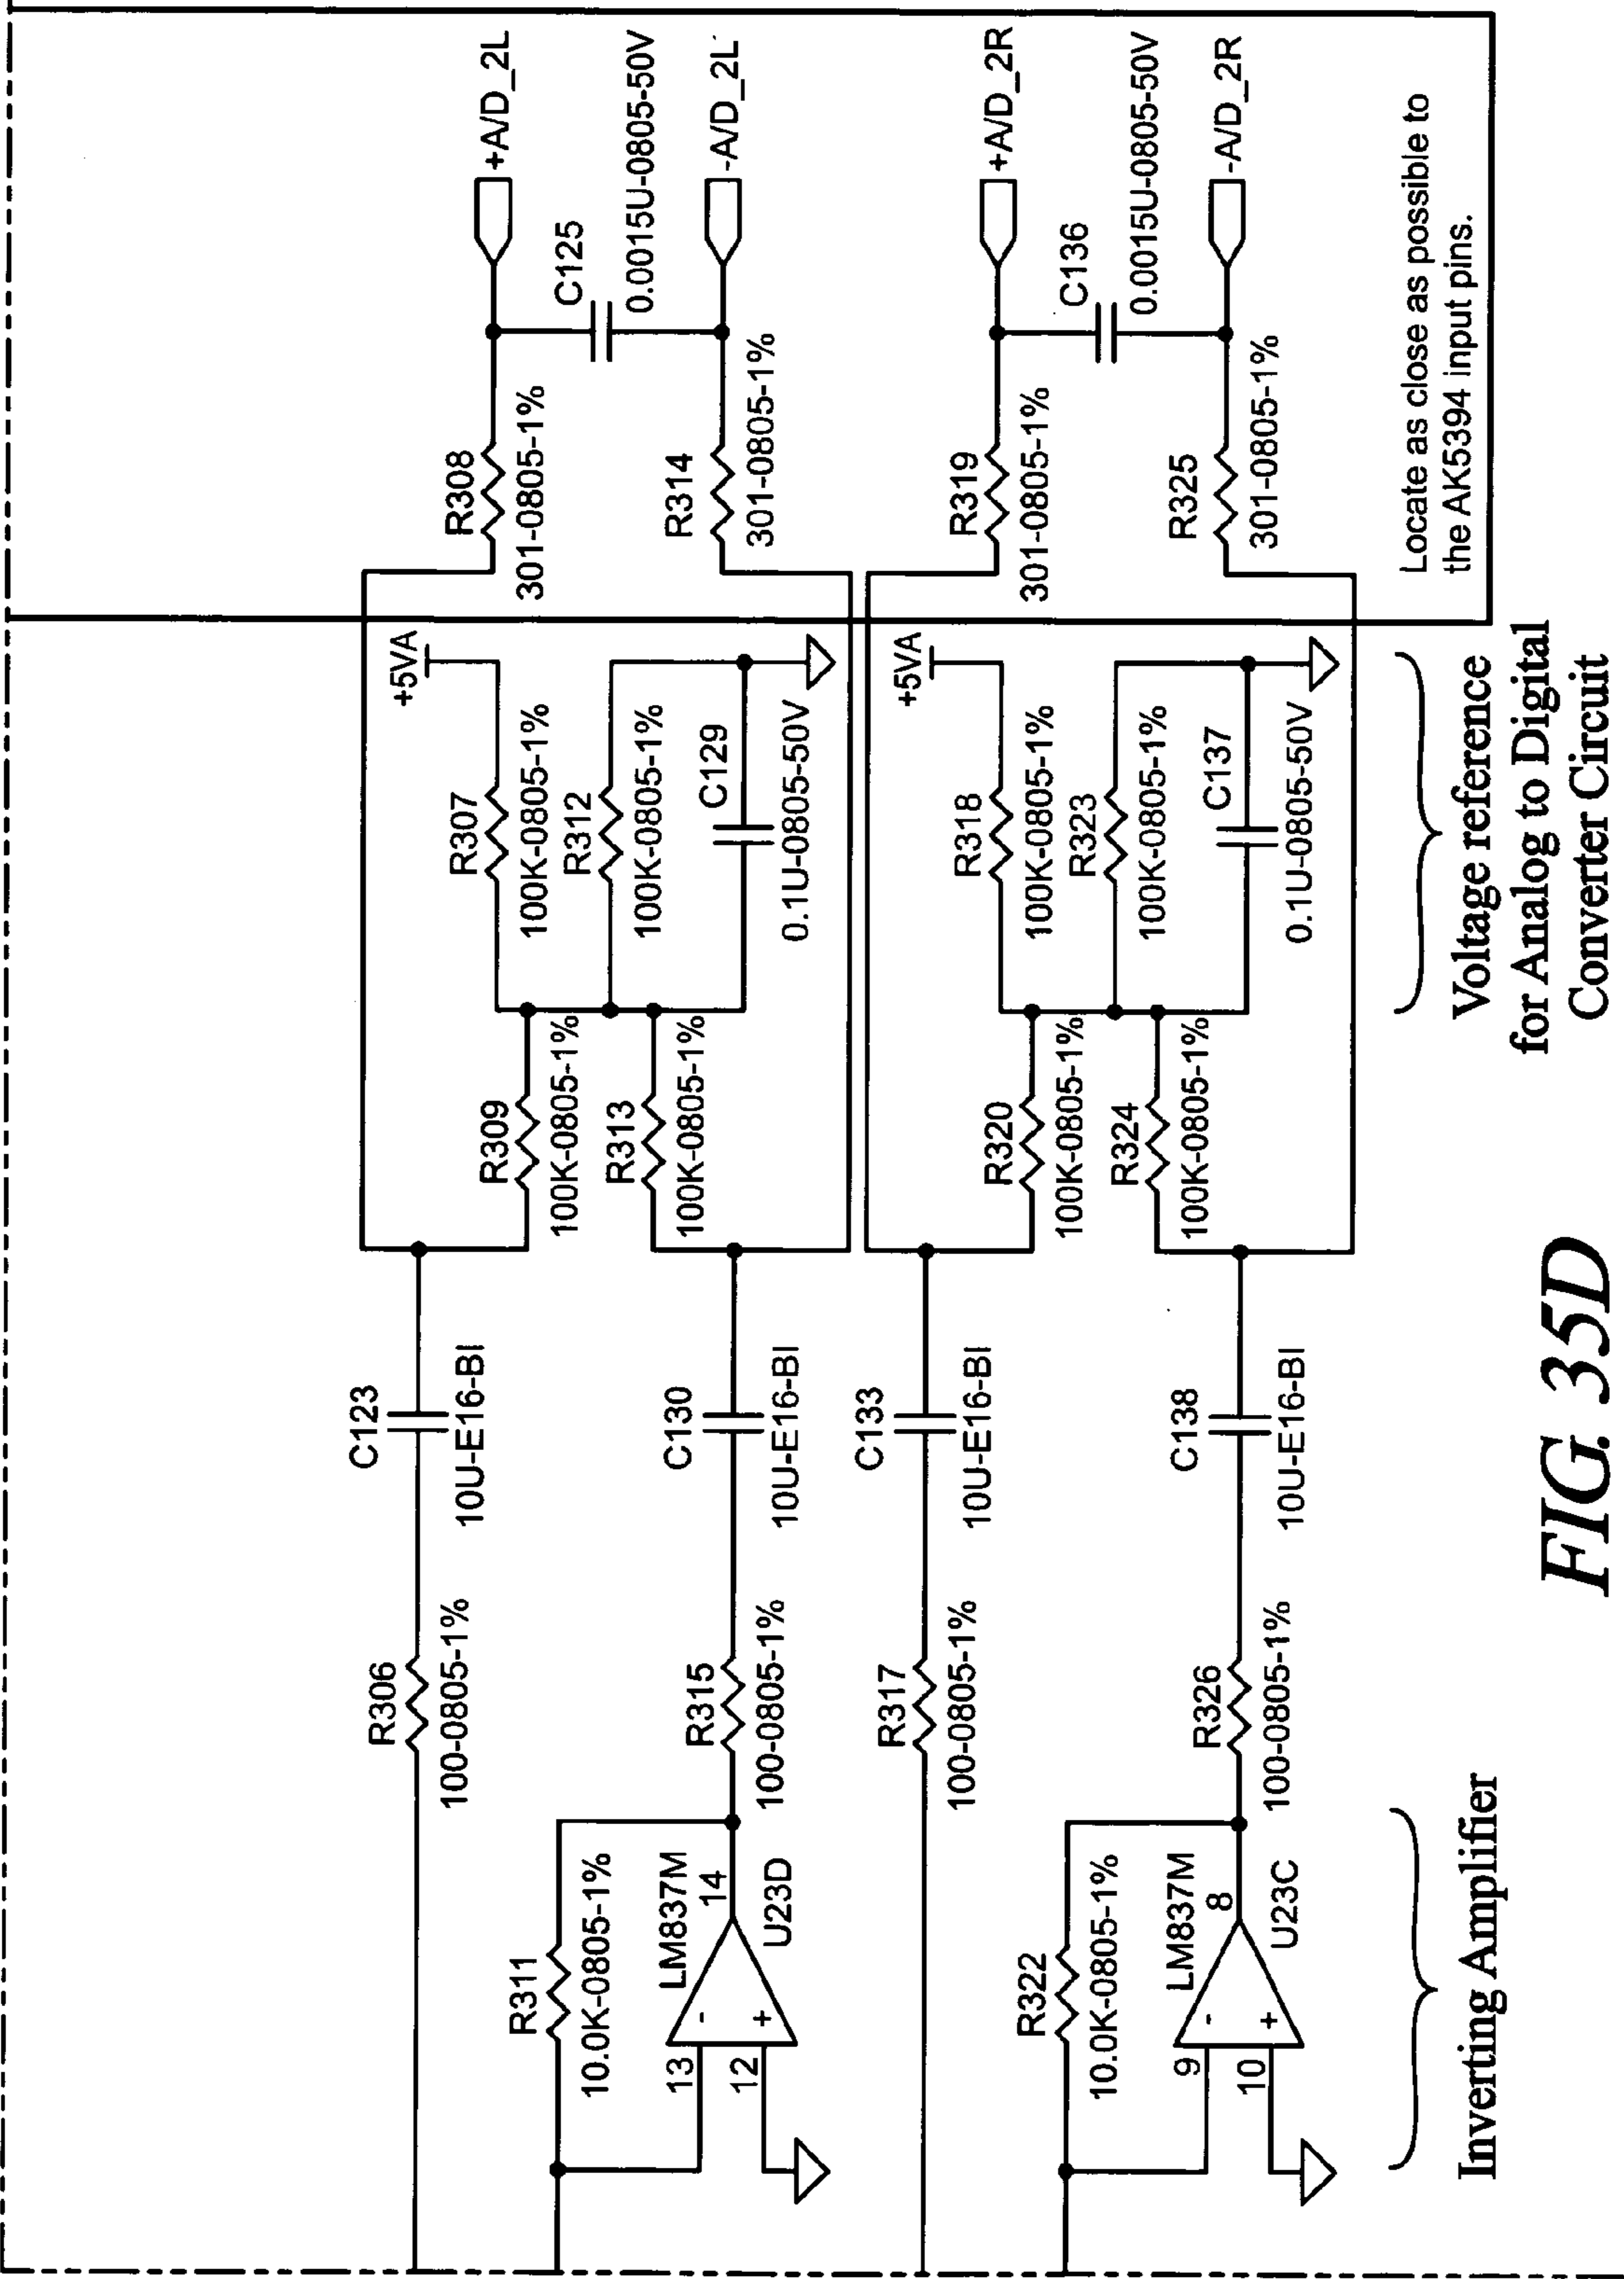 R306
100-0805-1%
C123
10U-E16-BI
R311
10.0K-0805-1%
LM837M
13
12
-
+
14
U23D
R315
100-0805-1%
C130
10U-E16-BI
R309
100K-0805-1%
R313
100K-0805-1%
+5VA
R307
100K-0805-1%
R312
100K-0805-1%
C129
0.1U-0805-50V
R308
301-0805-1%
R314
301-0805-1%
C125
0.0015U-0805-50V
+A/D_2L
-A/D_2L
R317
100-0805-1%
C133
10U-E16-BI
R322
10.0K-0805-1%
LM837M
9
10
-
+
8
U23C
R326
100-0805-1%
C138
10U-E16-BI
R320
100K-0805-1%
R324
100K-0805-1%
+5VA
R318
100K-0805-1%
R323
100K-0805-1%
C137
0.1U-0805-50V
R319
301-0805-1%
R325
301-0805-1%
C136
0.0015U-0805-50V
+A/D_2R
-A/D_2R
Locate as close as possible to
the AK5394 input pins.
Inverting Amplifier
Voltage reference
for Analog to Digital
Converter Circuit
FIG. 35D